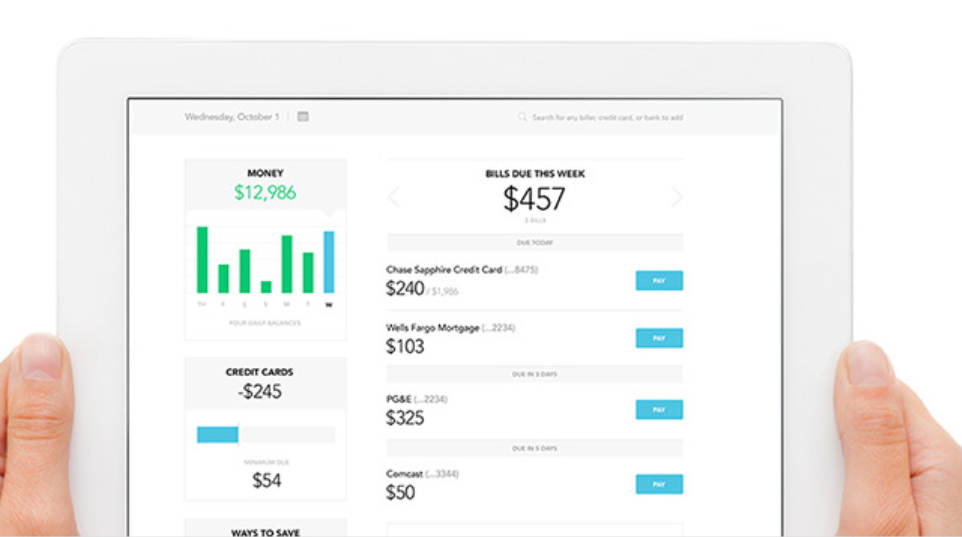 Wednesday, October 1
Search for any biller, credit card, or bank to add
MONEY
$12,986
TH F S S M T W
YOUR DAILY BALANCES
CREDIT CARDS
-$245
MINIMUM DUE
$54
WAYS TO SAVE
BILLS DUE THIS WEEK
$457
3 BILLS
DUE TODAY
Chase Sapphire Credit Card (...8475)
$240 / $1,986
PAY
Wells Fargo Mortgage (...2234)
$103
PAY
DUE IN 3 DAYS
PG&E (...2234)
$325
PAY
DUE IN 5 DAYS
Comcast (...3344)
$50
PAY